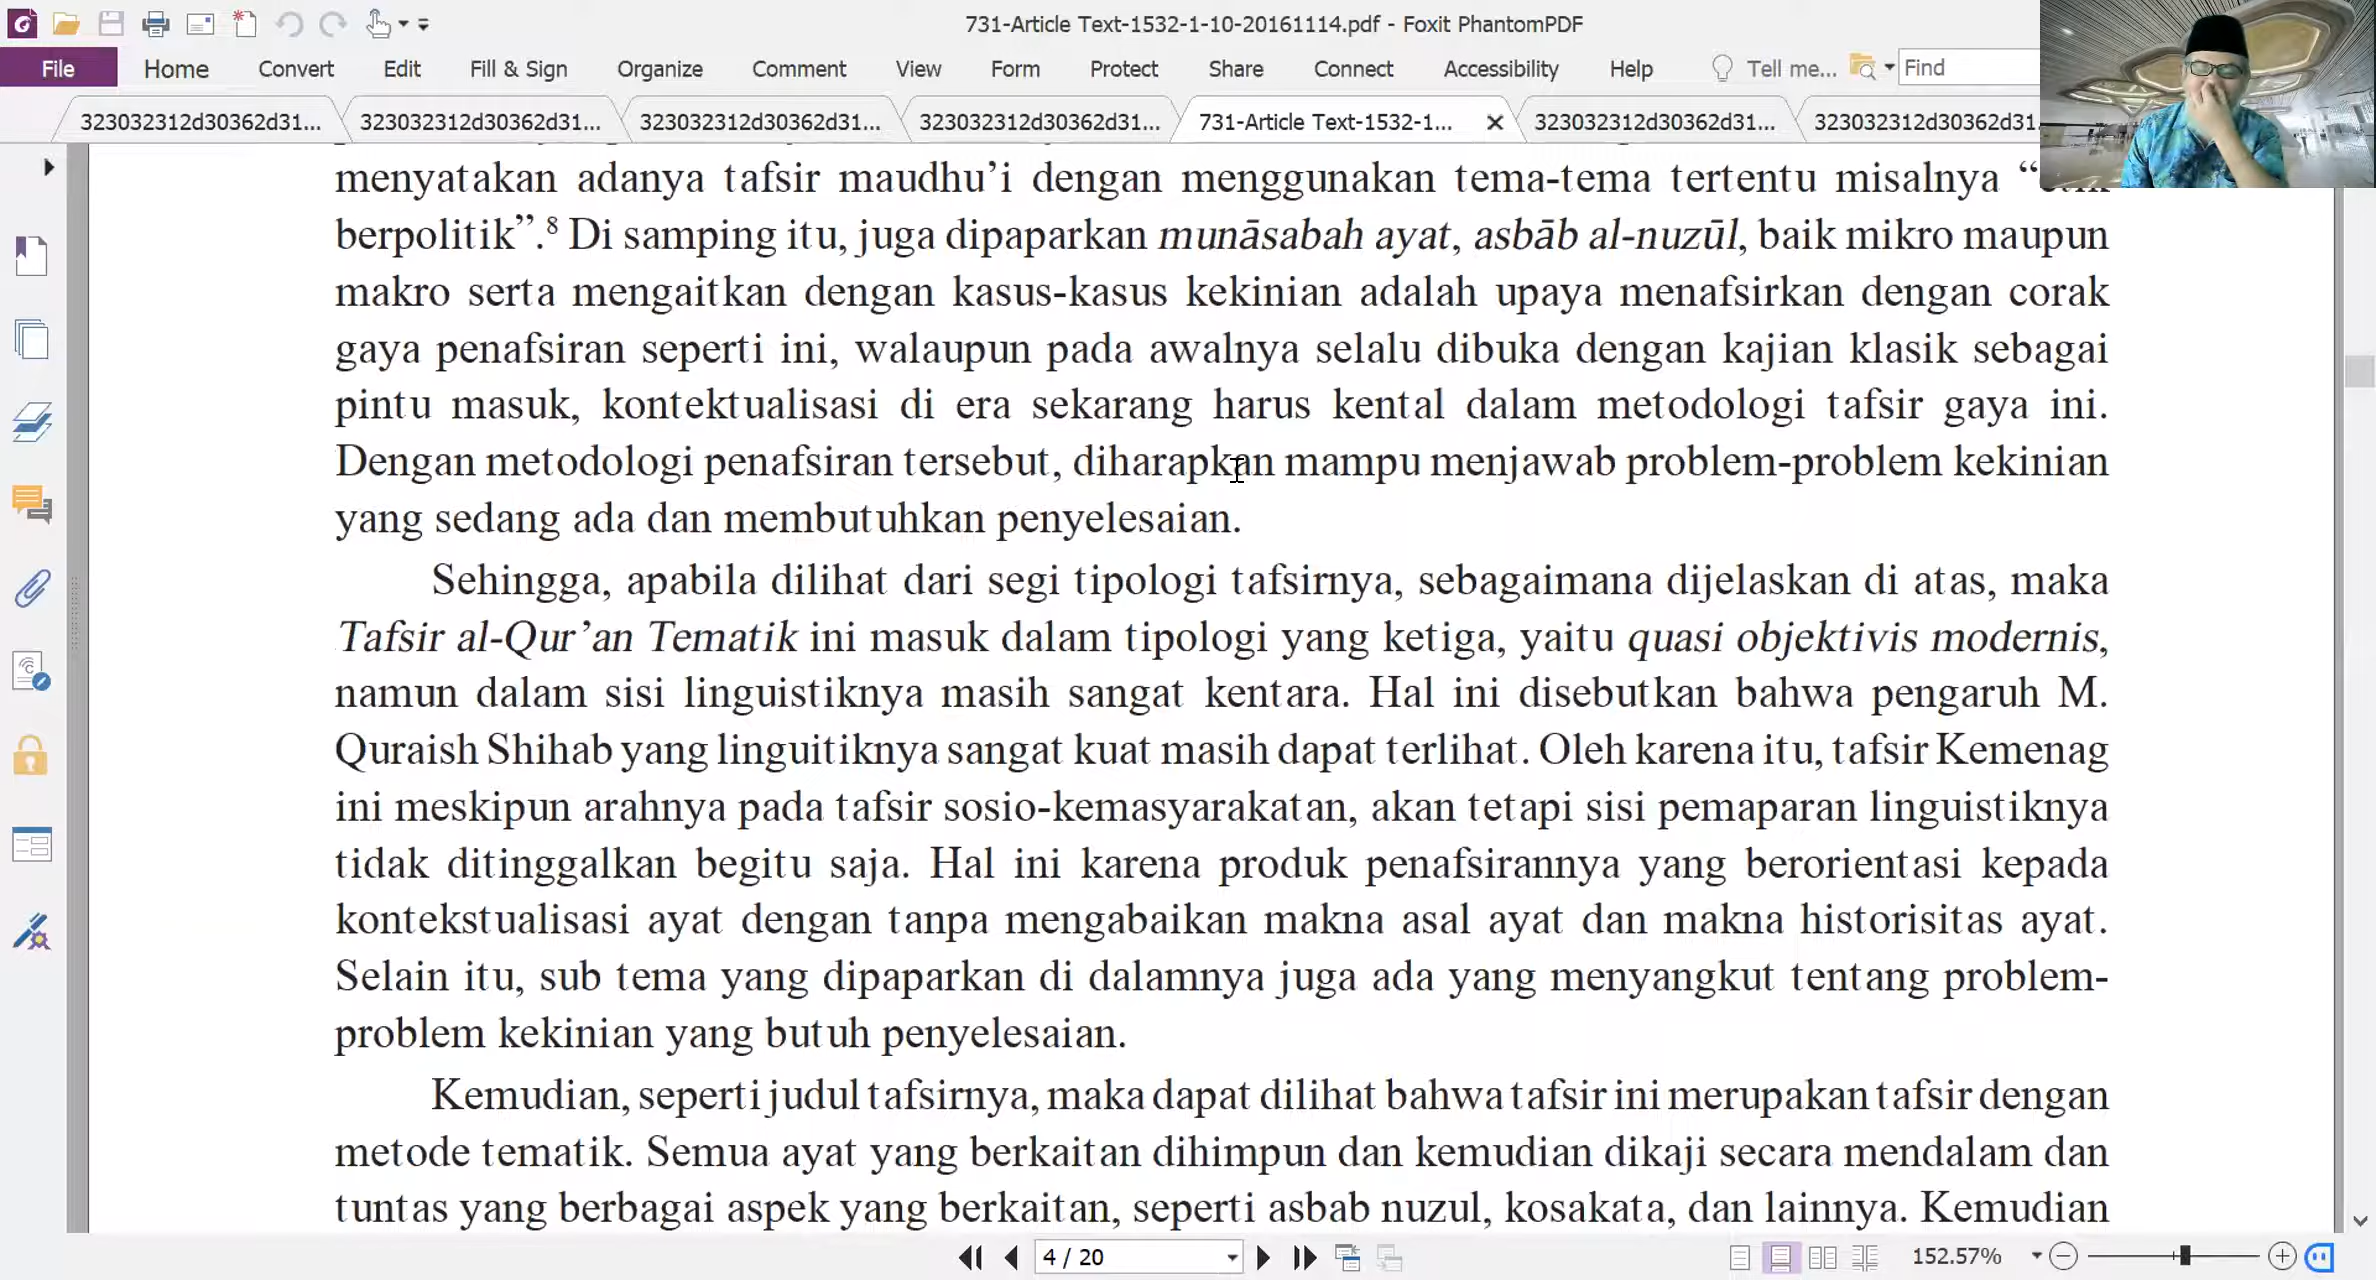 731-Article Text-1532-1-10-20161114.pdf - Foxit PhantomPDF
File Home Convert Edit Fill & Sign Organize Comment View Form Protect Share Connect Accessibility Help Tell me... Find
323032312d30362d31... 323032312d30362d31... 323032312d30362d31... 323032312d30362d31... 731-Article Text-1532-1... 323032312d30362d31... 323032312d30362d31
menyatakan adanya tafsir maudhu’i dengan menggunakan tema-tema tertentu misalnya
berpolitik”.8 Di samping itu, juga dipaparkan munāsabah ayat, asbāb al-nuzūl, baik mikro maupun
makro serta mengaitkan dengan kasus-kasus kekinian adalah upaya menafsirkan dengan corak
gaya penafsiran seperti ini, walaupun pada awalnya selalu dibuka dengan kajian klasik sebagai
pintu masuk, kontektualisasi di era sekarang harus kental dalam metodologi tafsir gaya ini.
Dengan metodologi penafsiran tersebut, diharapkan mampu menjawab problem-problem kekinian
yang sedang ada dan membutuhkan penyelesaian.
Sehingga, apabila dilihat dari segi tipologi tafsirnya, sebagaimana dijelaskan di atas, maka
Tafsir al-Qur’an Tematik ini masuk dalam tipologi yang ketiga, yaitu quasi objektivis modernis,
namun dalam sisi linguistiknya masih sangat kentara. Hal ini disebutkan bahwa pengaruh M.
Quraish Shihab yang linguitiknya sangat kuat masih dapat terlihat. Oleh karena itu, tafsir Kemenag
ini meskipun arahnya pada tafsir sosio-kemasyarakatan, akan tetapi sisi pemaparan linguistiknya
tidak ditinggalkan begitu saja. Hal ini karena produk penafsirannya yang berorientasi kepada
kontekstualisasi ayat dengan tanpa mengabaikan makna asal ayat dan makna historisitas ayat.
Selain itu, sub tema yang dipaparkan di dalamnya juga ada yang menyangkut tentang problem-
problem kekinian yang butuh penyelesaian.
Kemudian, seperti judul tafsirnya, maka dapat dilihat bahwa tafsir ini merupakan tafsir dengan
metode tematik. Semua ayat yang berkaitan dihimpun dan kemudian dikaji secara mendalam dan
tuntas yang berbagai aspek yang berkaitan, seperti asbab nuzul, kosakata, dan lainnya. Kemudian
4 / 20 152.57%